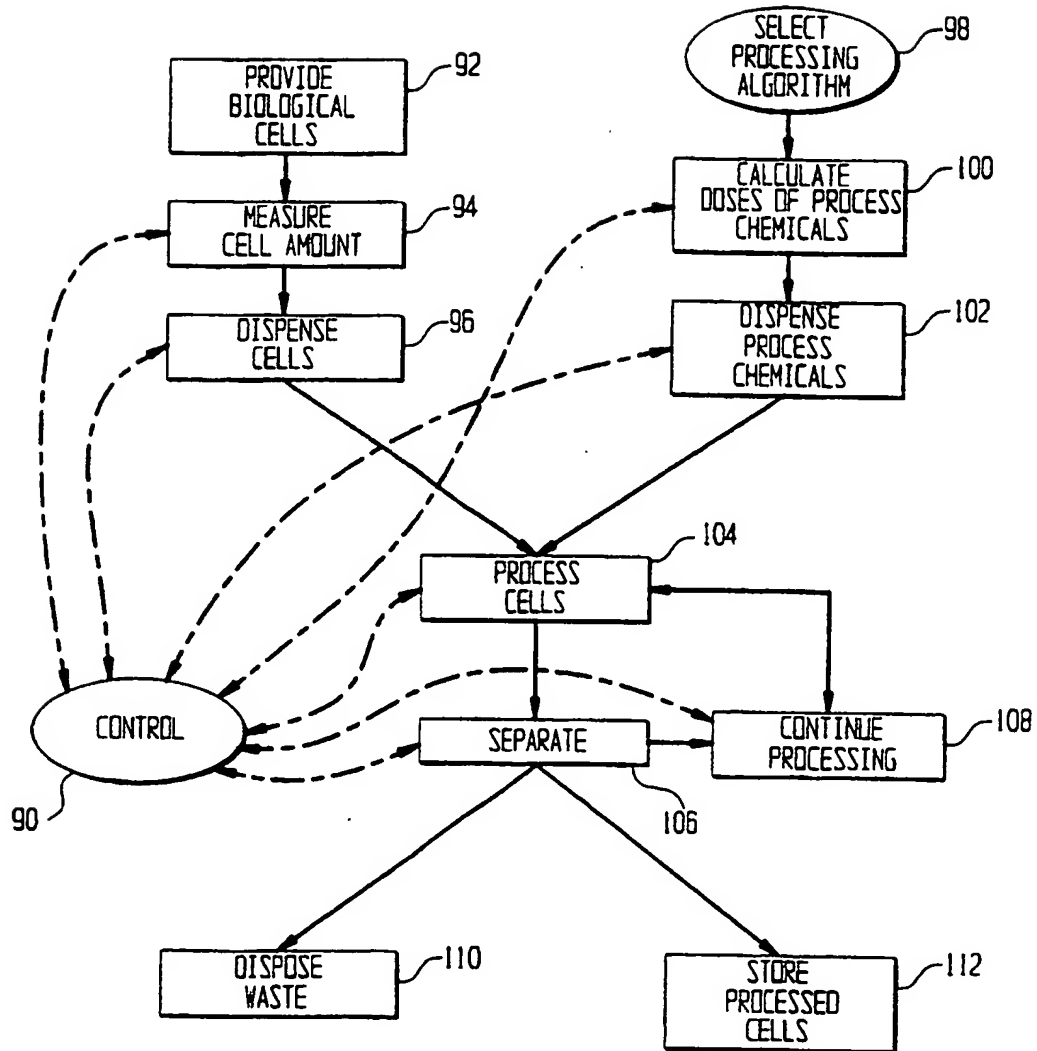 SELECT
PROCESSING
ALGORITHM
98
PROVIDE
BIOLOGICAL
CELLS
92
CALCULATE
DOSES OF PROCESS
CHEMICALS
100
MEASURE
CELL AMOUNT
94
DISPENSE
CELLS
96
DISPENSE
PROCESS
CHEMICALS
102
PROCESS
CELLS
104
CONTROL
90
SEPARATE
106
CONTINUE
PROCESSING
108
DISPOSE
WASTE
110
STORE
PROCESSED
CELLS
112